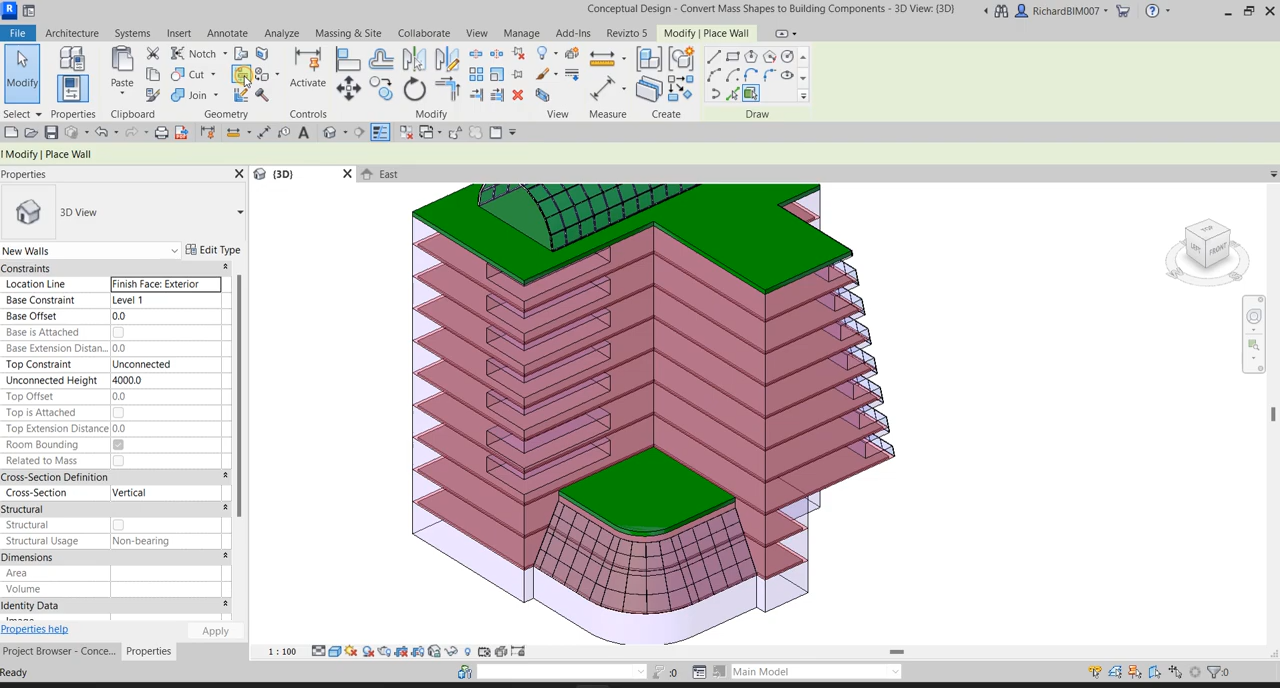 Conceptual Design - Convert Mass Shapes to Building Components - 3D View: {3D}
RichardBIM007
File Architecture Structure Systems Insert Annotate Analyze Massing & Site Collaborate View Manage Add-Ins Revizto 5 Modify | Place Wall
Modify
Paste
Notch
Cut
Join
Activate
Select Properties Clipboard Geometry Controls Modify View Measure Create Draw
Modify | Place Wall
Properties
{3D}
East
3D View
New Walls
Edit Type
Constraints
Location Line Finish Face: Exterior
Base Constraint Level 1
Base Offset 0.0
Base is Attached
Base Extension Distan... 0.0
Top Constraint Unconnected
Unconnected Height 4000.0
Top Offset 0.0
Top is Attached
Top Extension Distance 0.0
Room Bounding
Related to Mass
Cross-Section Definition
Cross-Section Vertical
Structural
Structural
Structural Usage Non-bearing
Dimensions
Area
Volume
Identity Data
Image
Properties help
Apply
Project Browser - Conce...
Properties
1 : 100
Ready
:0
Main Model
:0
TOP
LEFT
FRONT